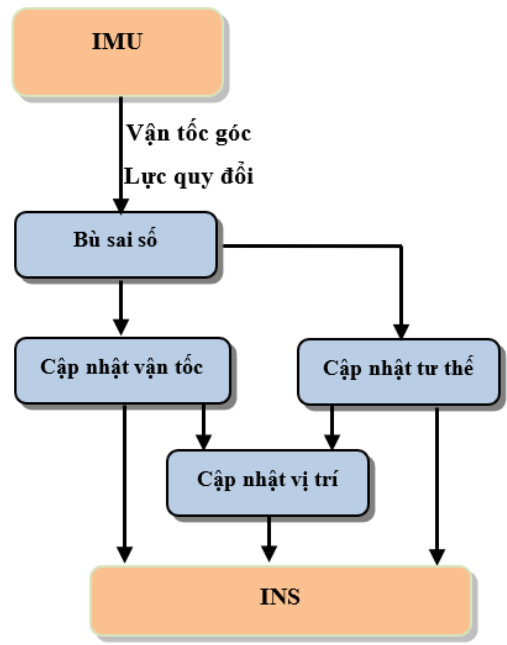 IMU
Vận tốc góc
Lực quy đổi
Bù sai số
Cập nhật vận tốc
Cập nhật tư thế
Cập nhật vị trí
INS